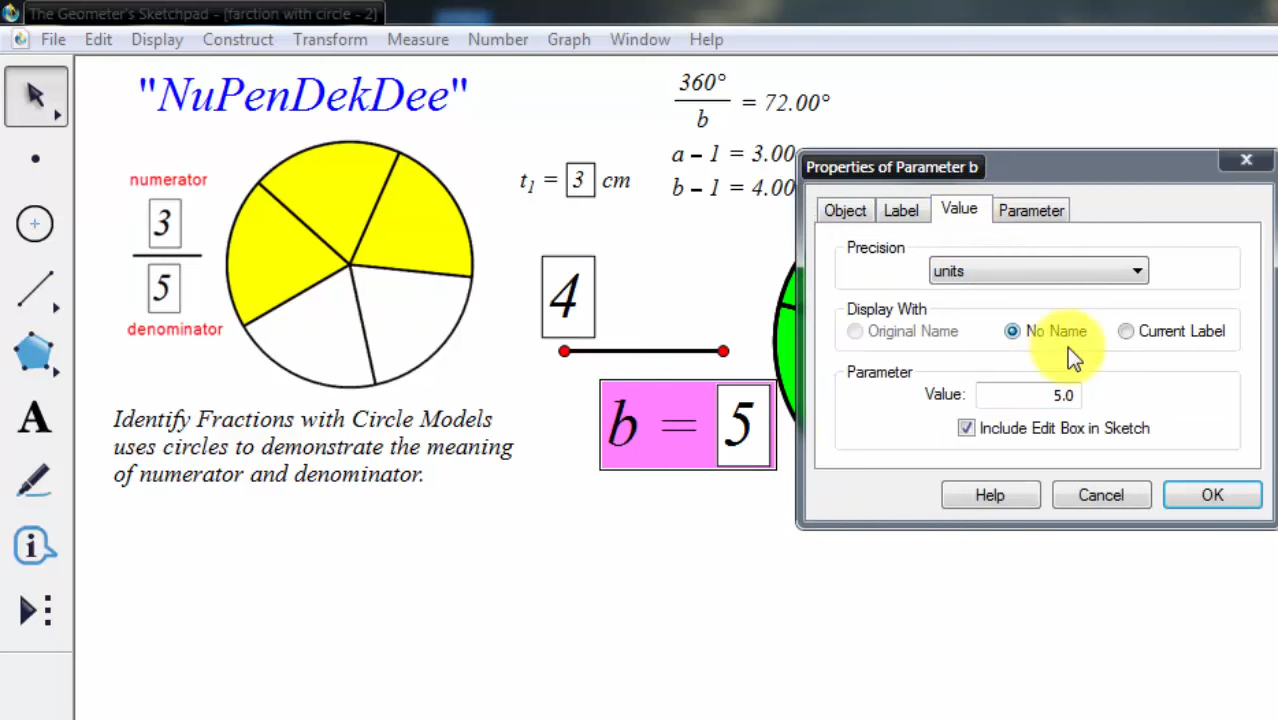 The Geometer's Sketchpad - [farction with circle - 2]
File Edit Display Construct Transform Measure Number Graph Window Help
"NuPenDekDee"
numerator
3
5
denominator
t1 = 3 cm
360°
b
= 72.00°
a – 1 = 3.00
b – 1 = 4.00
4
b = 5
Identify Fractions with Circle Models
uses circles to demonstrate the meaning
of numerator and denominator.
A
i
Properties of Parameter b
X
Object Label Value Parameter
Precision
units
Display With
Original Name No Name Current Label
Parameter
Value: 5.0
Include Edit Box in Sketch
Help Cancel OK